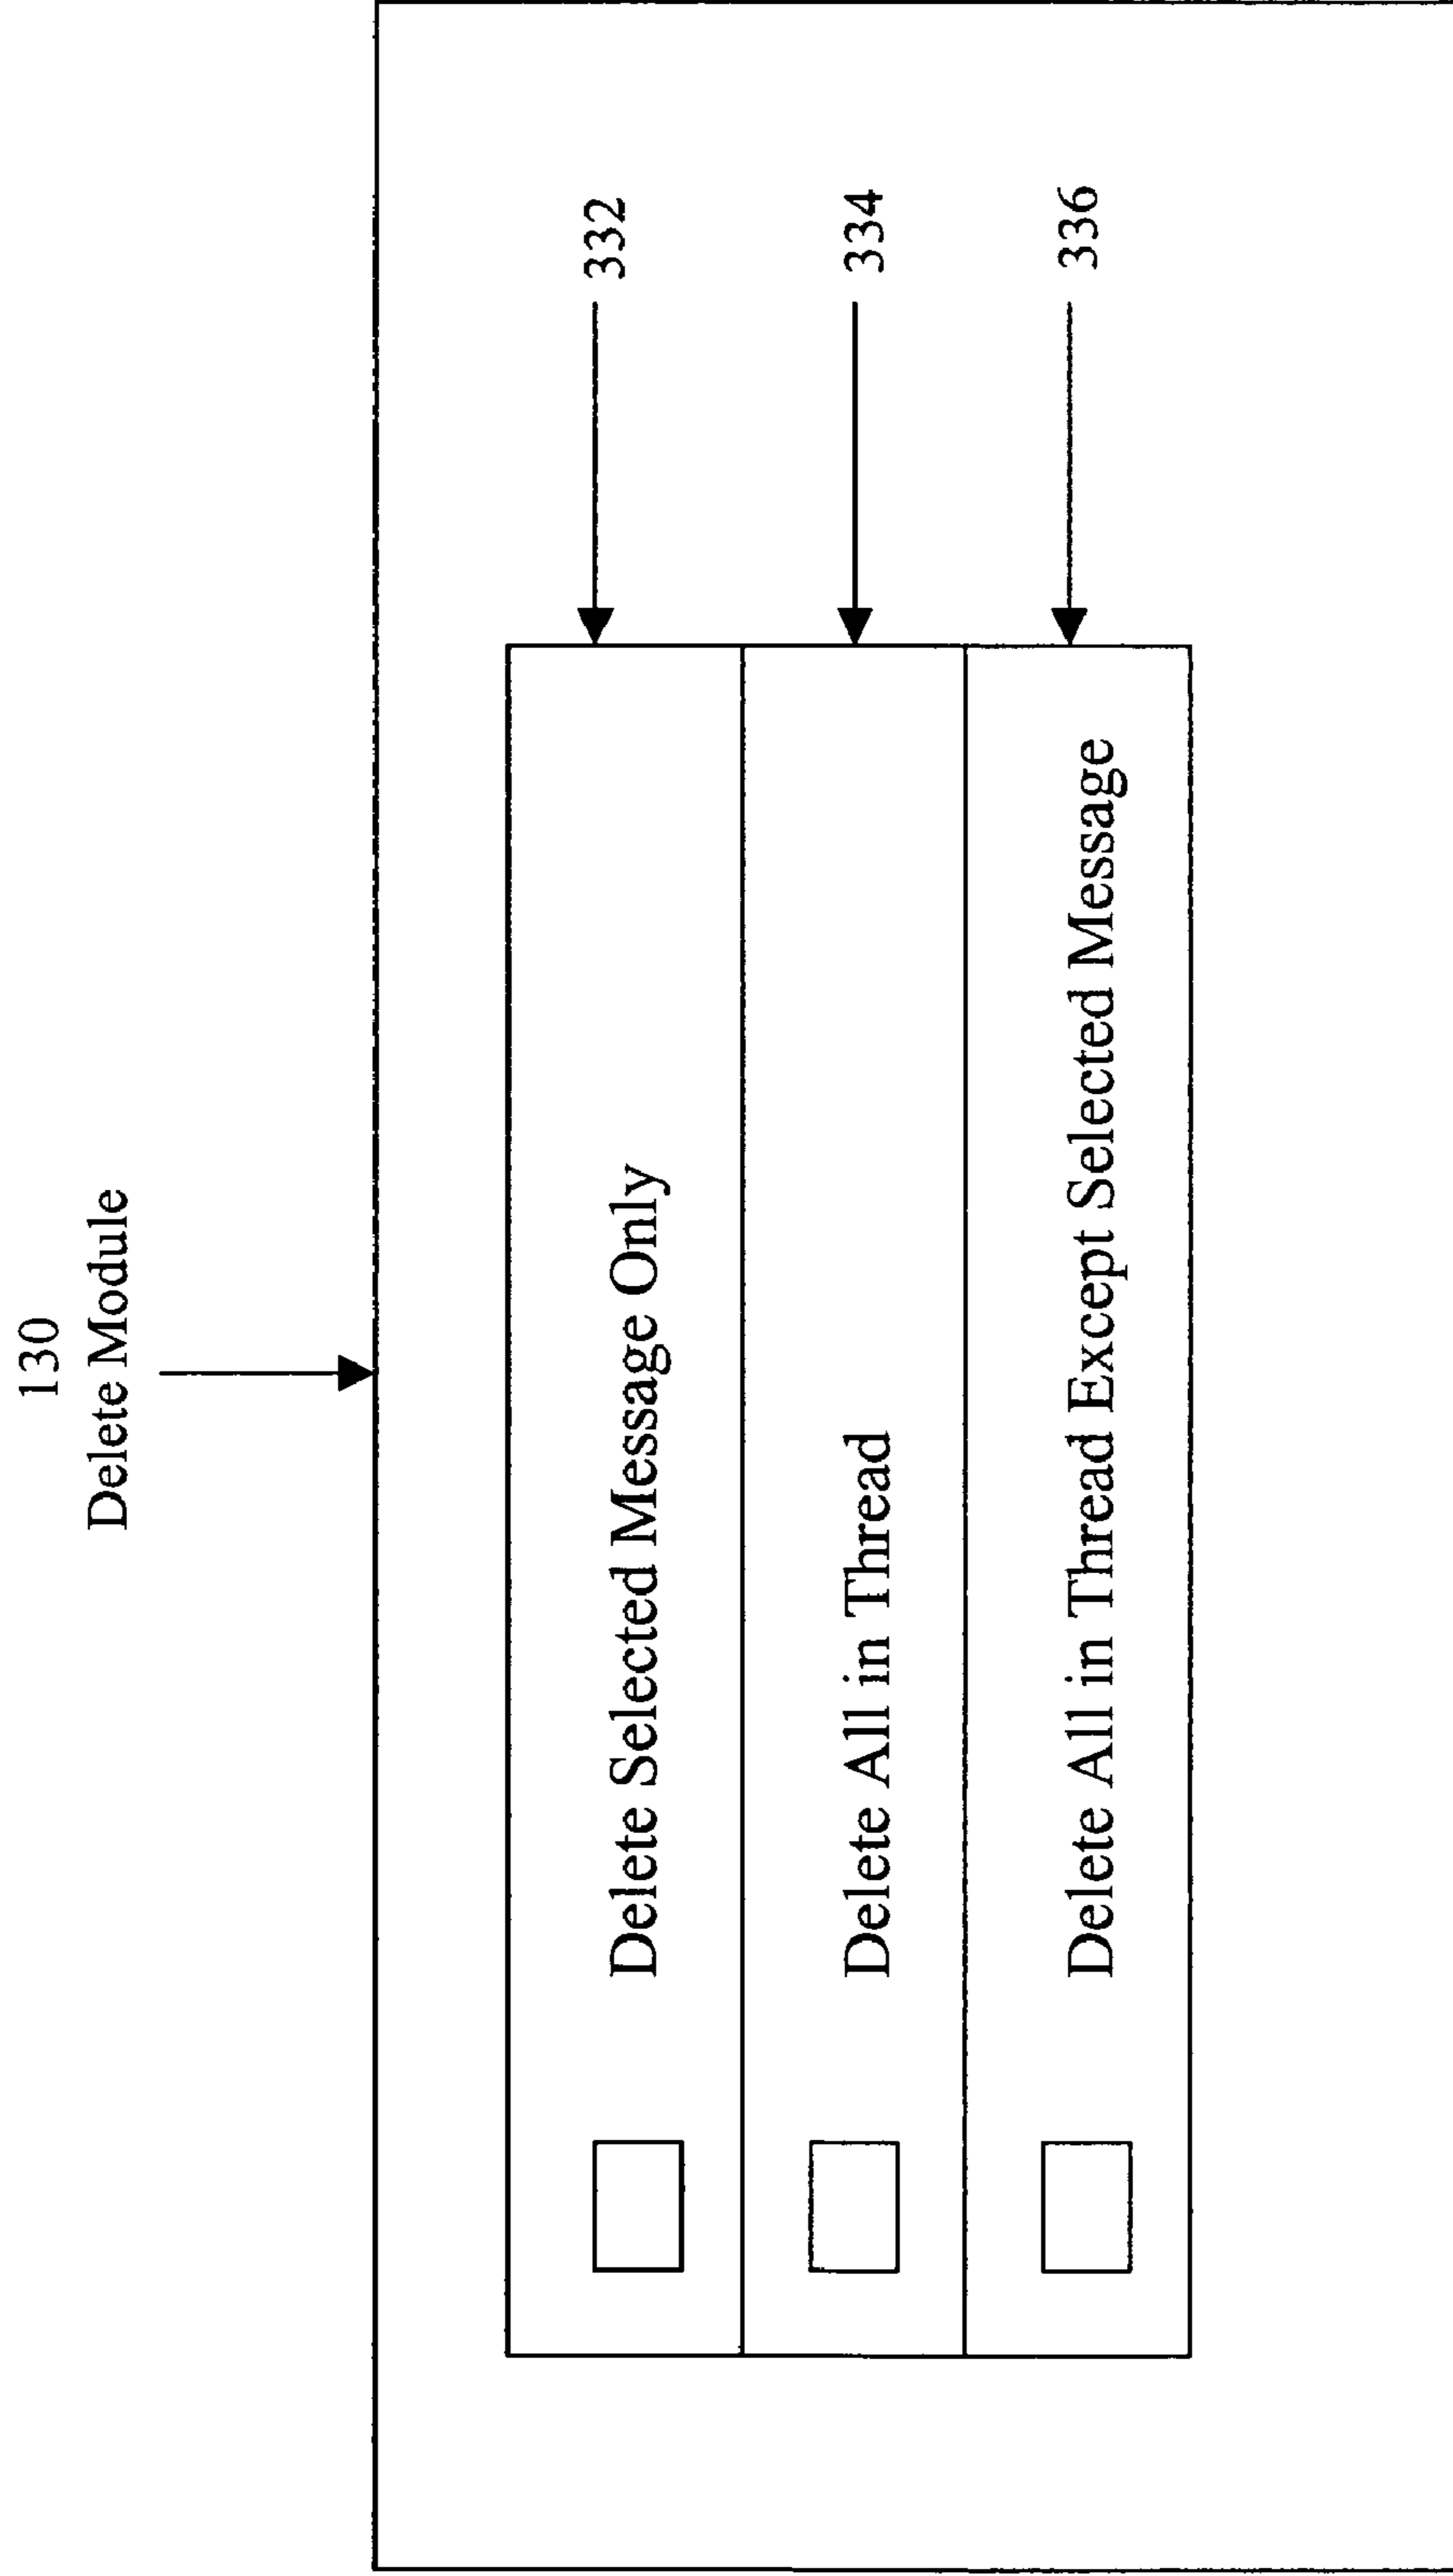 130
Delete Module
Delete Selected Message Only
332
Delete All in Thread
334
Delete All in Thread Except Selected Message
336